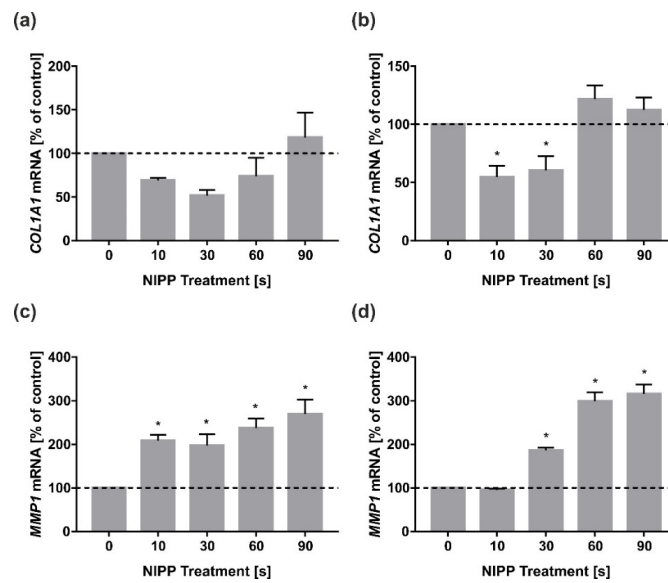 (a)
COL1A1 mRNA [% of control]
200
150
100
50
0
0 10 30 60 90
NIPP Treatment [s]
(b)
COL1A1 mRNA [% of control]
150
100
50
0
* *
0 10 30 60 90
NIPP Treatment [s]
(c)
MMP1 mRNA [% of control]
400
300
200
100
0
* * * *
0 10 30 60 90
NIPP Treatment [s]
(d)
MMP1 mRNA [% of control]
400
300
200
100
0
* * *
0 10 30 60 90
NIPP Treatment [s]